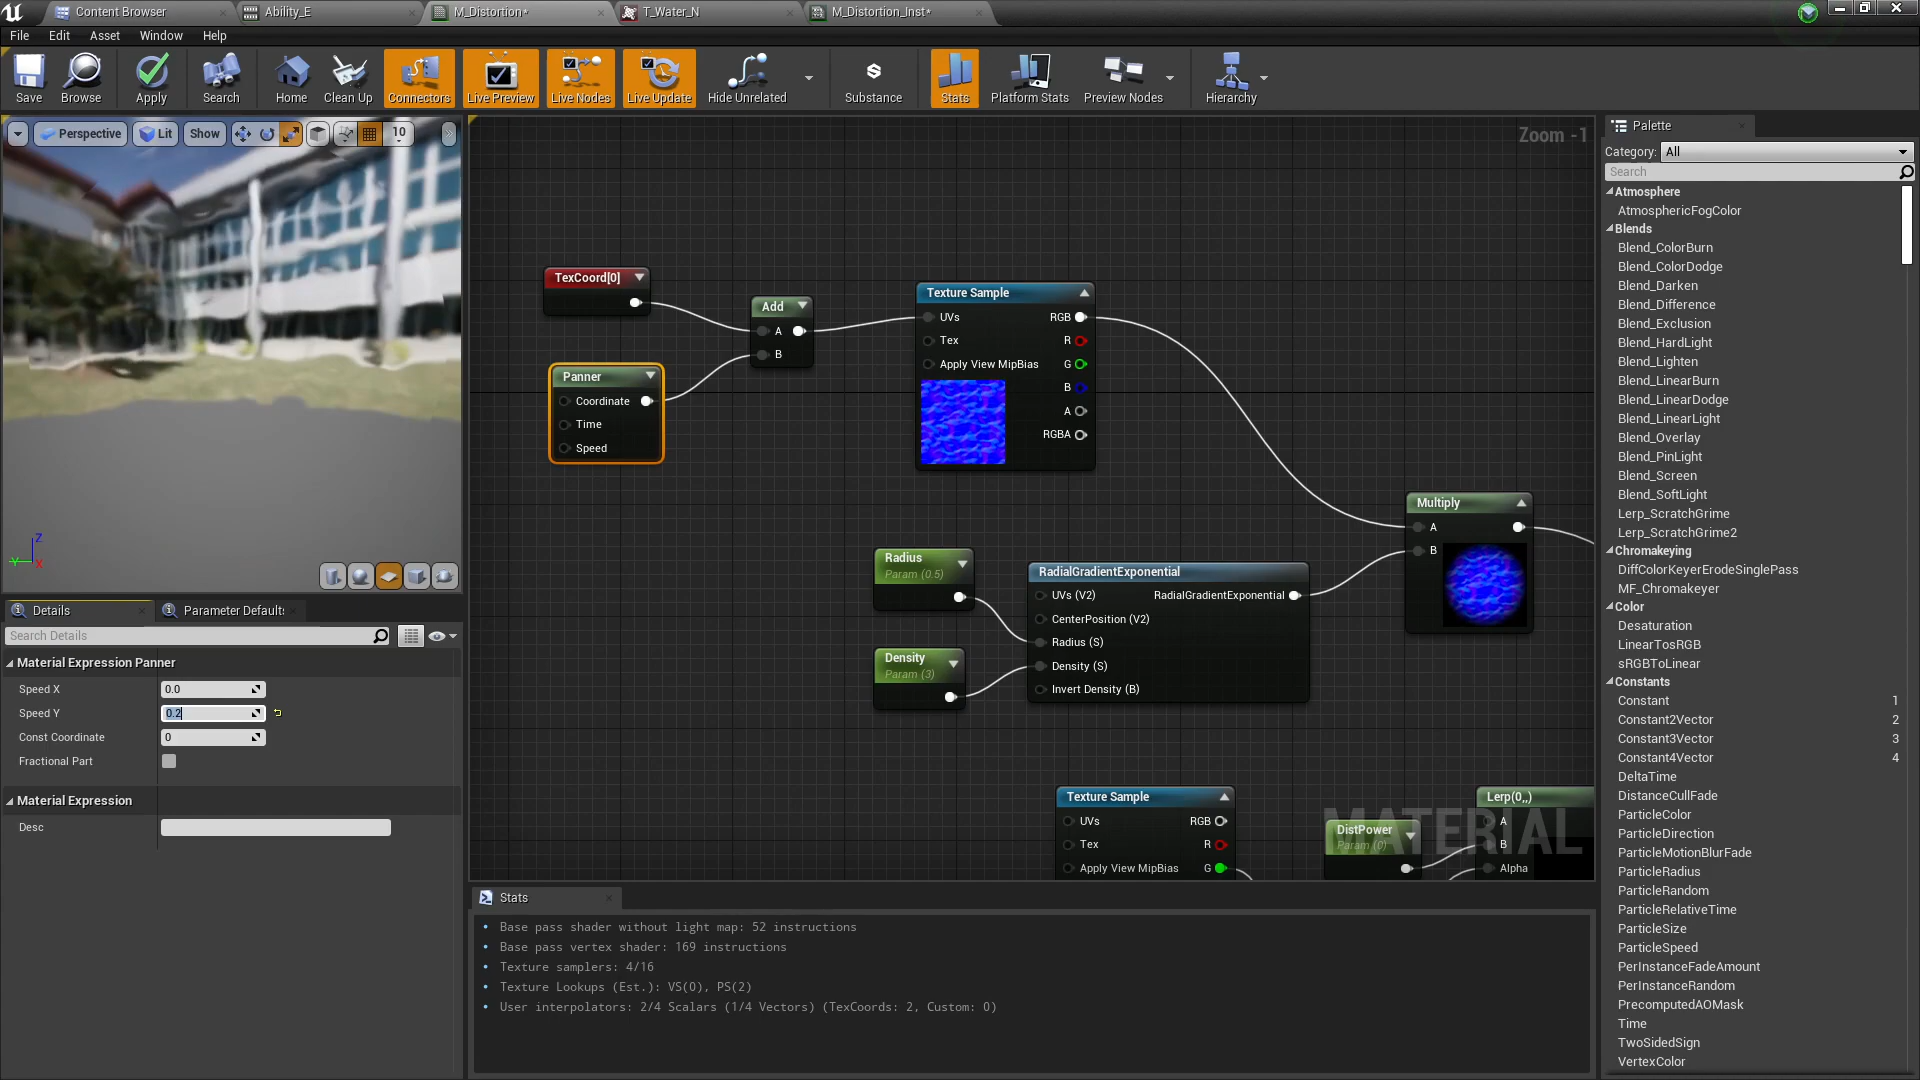 Content Browser
Ability_E
M_Distortion*
T_Water_N
M_Distortion_Inst*
File Edit Asset Window Help
Save Browse Apply Search Home Clean Up Connectors Live Preview Live Nodes Live Update Hide Unrelated Substance Stats Platform Stats Preview Nodes Hierarchy
Perspective Lit Show 10
Zoom -1
Z
Y
X
TexCoord[0]
Add
A
B
Panner
Coordinate
Time
Speed
Texture Sample
UVs RGB
Tex R
Apply View MipBias G
B
A
RGBA
Multiply
A
B
Radius
Param (0.5)
Density
Param (3)
RadialGradientExponential
UVs (V2) RadialGradientExponential
CenterPosition (V2)
Radius (S)
Density (S)
Invert Density (B)
Texture Sample
UVs RGB
Tex R
Apply View MipBias G
DistPower
Param (0)
Lerp(0,,)
A
B
Alpha
MATERIAL
Details
Parameter Default
Search Details
Material Expression Panner
Speed X 0.0
Speed Y 0.2
Const Coordinate 0
Fractional Part
Material Expression
Desc
Stats
Base pass shader without light map: 52 instructions
Base pass vertex shader: 169 instructions
Texture samplers: 4/16
Texture Lookups (Est.): VS(0), PS(2)
User interpolators: 2/4 Scalars (1/4 Vectors) (TexCoords: 2, Custom: 0)
Palette
Category: All
Search
Atmosphere
AtmosphericFogColor
Blends
Blend_ColorBurn
Blend_ColorDodge
Blend_Darken
Blend_Difference
Blend_Exclusion
Blend_HardLight
Blend_Lighten
Blend_LinearBurn
Blend_LinearDodge
Blend_LinearLight
Blend_Overlay
Blend_PinLight
Blend_Screen
Blend_SoftLight
Lerp_ScratchGrime
Lerp_ScratchGrime2
Chromakeying
DiffColorKeyerErodeSinglePass
MF_Chromakeyer
Color
Desaturation
LinearTosRGB
sRGBToLinear
Constants
Constant 1
Constant2Vector 2
Constant3Vector 3
Constant4Vector 4
DeltaTime
DistanceCullFade
ParticleColor
ParticleDirection
ParticleMotionBlurFade
ParticleRadius
ParticleRandom
ParticleRelativeTime
ParticleSize
ParticleSpeed
PerInstanceFadeAmount
PerInstanceRandom
PrecomputedAOMask
Time
TwoSidedSign
VertexColor